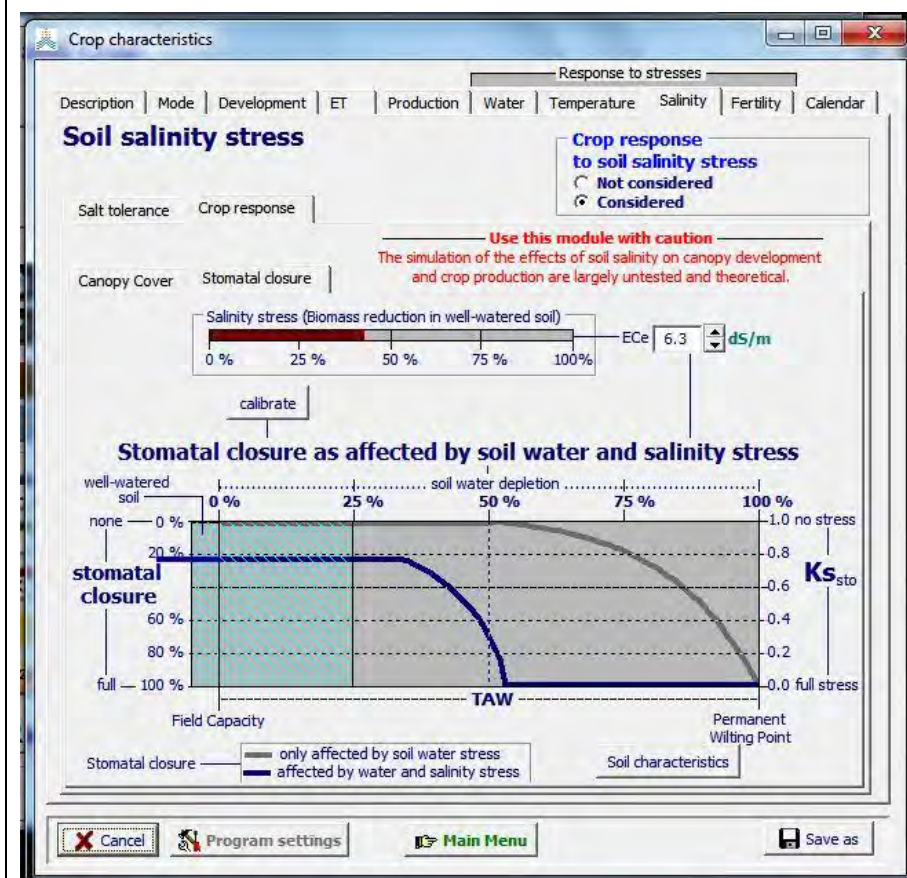 Crop characteristics
Response to stresses
Description Mode Development ET Production Water Temperature Salinity Fertility Calendar
Soil salinity stress
Crop response
to soil salinity stress
Not considered
Considered
Salt tolerance Crop response
Use this module with caution
The simulation of the effects of soil salinity on canopy development
and crop production are largely untested and theoretical.
Canopy Cover Stomatal closure
Salinity stress (Biomass reduction in well-watered soil)
ECe 6.3 dS/m
0 % 25 % 50 % 75 % 100%
calibrate
Stomatal closure as affected by soil water and salinity stress
well-watered
soil
soil water depletion
0 % 25 % 50 % 75 % 100 %
none 0 % 1.0 no stress
20 % 0.8
stomatal
closure
Ks sto
0.6
60 % 0.4
80 % 0.2
full 100 % 0.0 full stress
TAW
Field Capacity
Permanent
Wilting Point
Stomatal closure
only affected by soil water stress
affected by water and salinity stress
Soil characteristics
Cancel Program settings Main Menu Save as